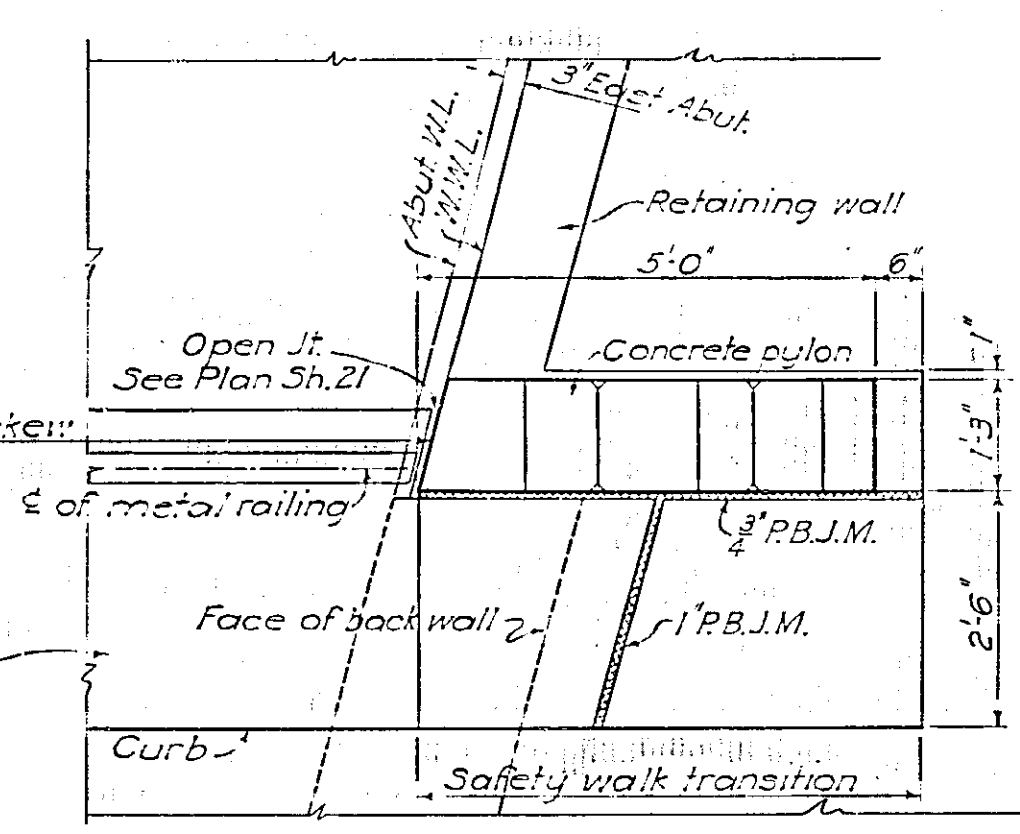 3" East Abut.
Abut. W.L.
W.W.L.
Retaining wall
5'-0"
6"
1"
Open Jt.
See Plan Sh.21
Concrete pylon
1'-3"
℄ of metal railing
3/4" P.B.J.M.
Face of back wall
1" P.B.J.M.
2'-6"
Curb
Safety walk transition